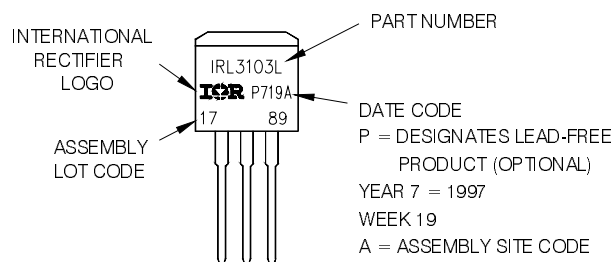 INTERNATIONAL
RECTIFIER
LOGO
ASSEMBLY
LOT CODE
PART NUMBER
IRL3103L
IOR P719A
17 89
DATE CODE
P = DESIGNATES LEAD-FREE
PRODUCT (OPTIONAL)
YEAR 7 = 1997
WEEK 19
A = ASSEMBLY SITE CODE